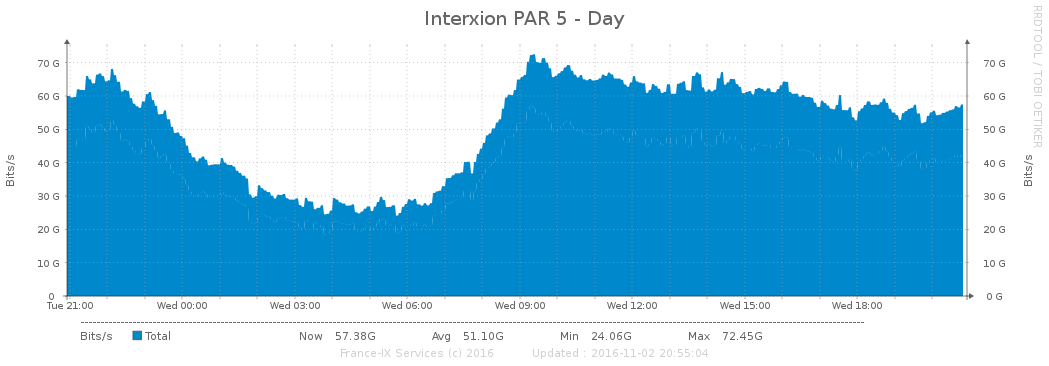 Interxion PAR 5 - Day
RRDTOOL / TOBI OETIKER
Bits/s
70 G
60 G
50 G
40 G
30 G
20 G
10 G
0
70 G
60 G
50 G
40 G
30 G
20 G
10 G
0 G
Bits/s
Tue 21:00 Wed 00:00 Wed 03:00 Wed 06:00 Wed 09:00 Wed 12:00 Wed 15:00 Wed 18:00
Bits/s Total Now 57.38G Avg 51.10G Min 24.06G Max 72.45G
France-IX Services (c) 2016 Updated : 2016-11-02 20:55:04